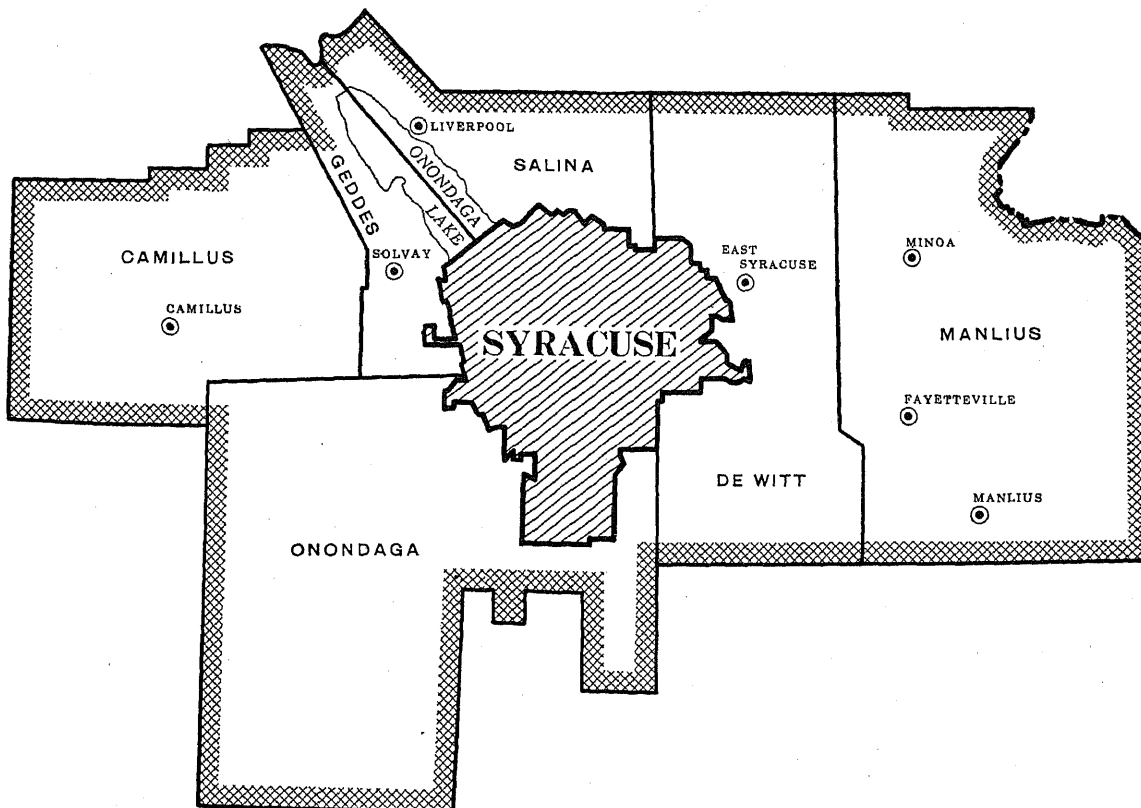 LIVERPOOL
SALINA
GEDDES
ONONDAGA
LAKE
CAMILLUS
SOLVAY
EAST
SYRACUSE
MINOA
CAMILLUS
SYRACUSE
MANLIUS
FAYETTEVILLE
DE WITT
MANLIUS
ONONDAGA